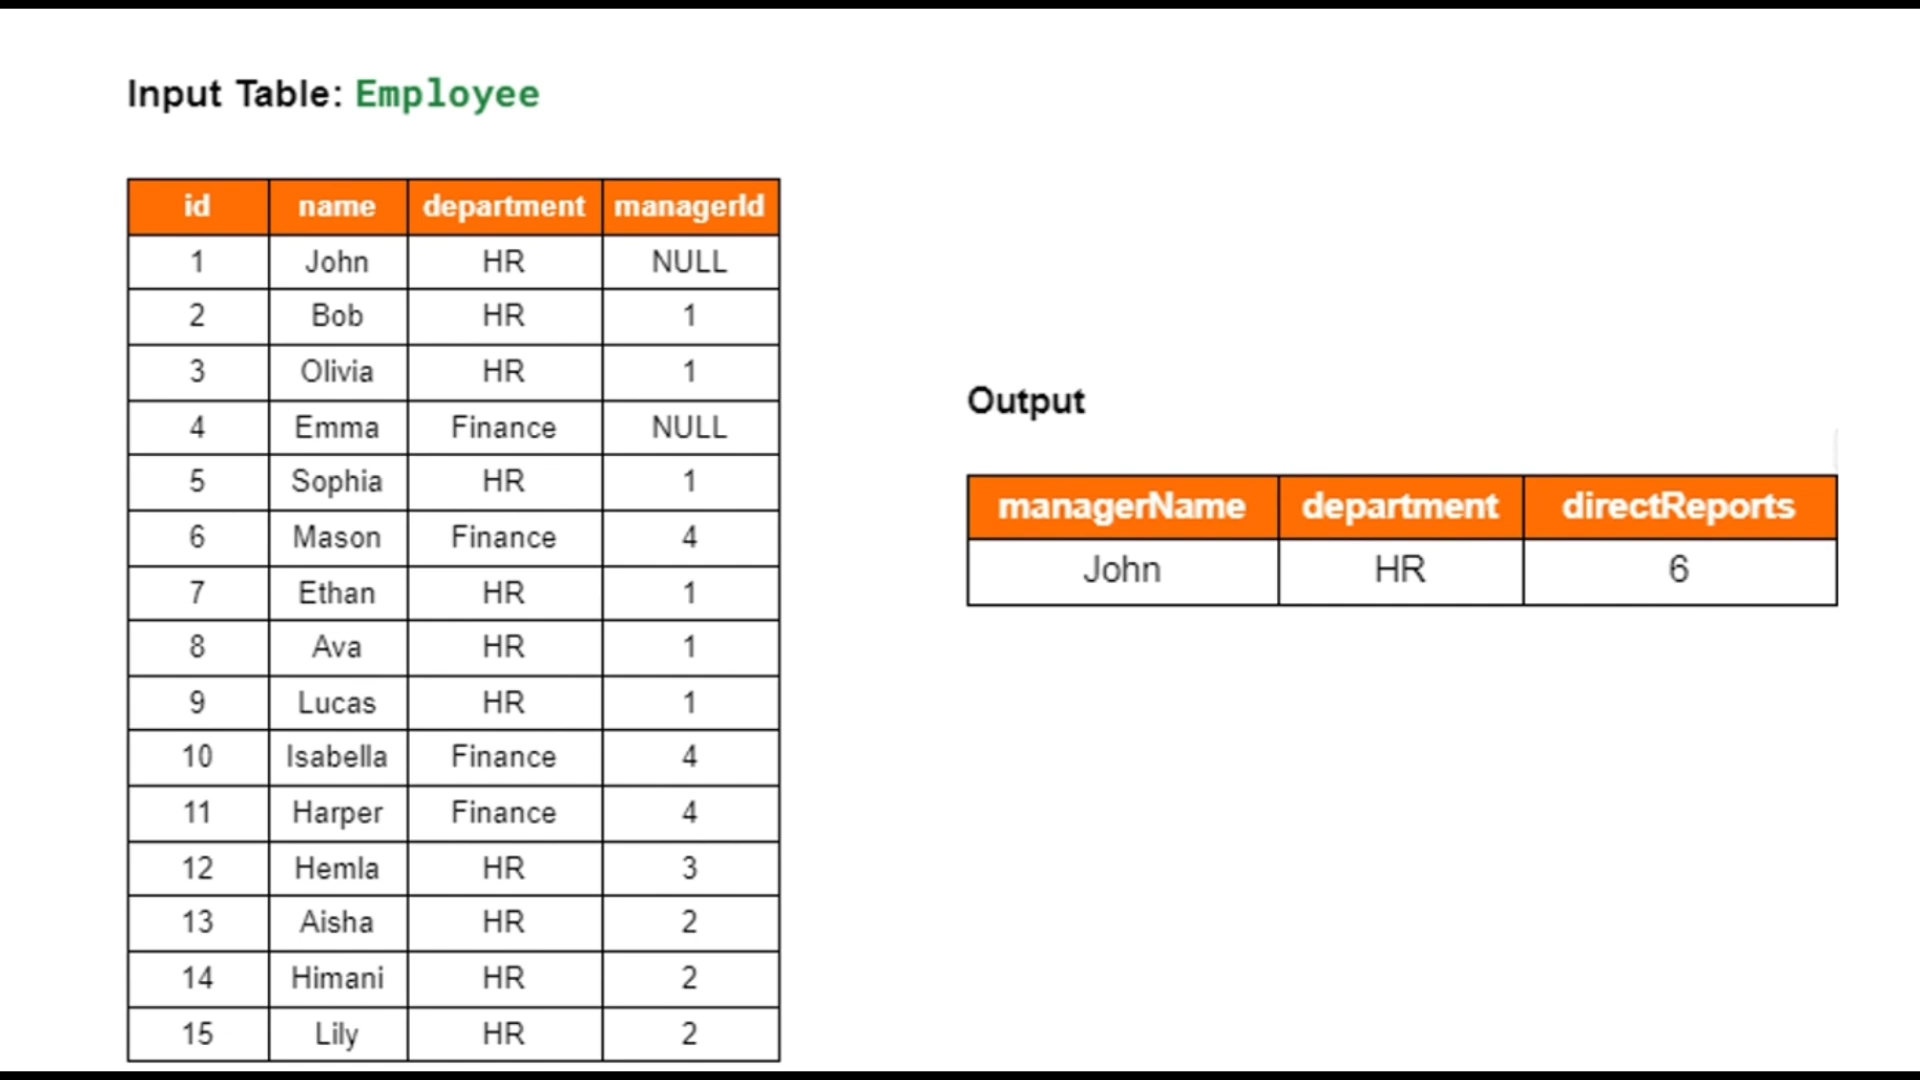 Input Table: Employee
id name department managerId
1 John HR NULL
2 Bob HR 1
3 Olivia HR 1
4 Emma Finance NULL
5 Sophia HR 1
6 Mason Finance 4
7 Ethan HR 1
8 Ava HR 1
9 Lucas HR 1
10 Isabella Finance 4
11 Harper Finance 4
12 Hemla HR 3
13 Aisha HR 2
14 Himani HR 2
15 Lily HR 2
Output
managerName department directReports
John HR 6